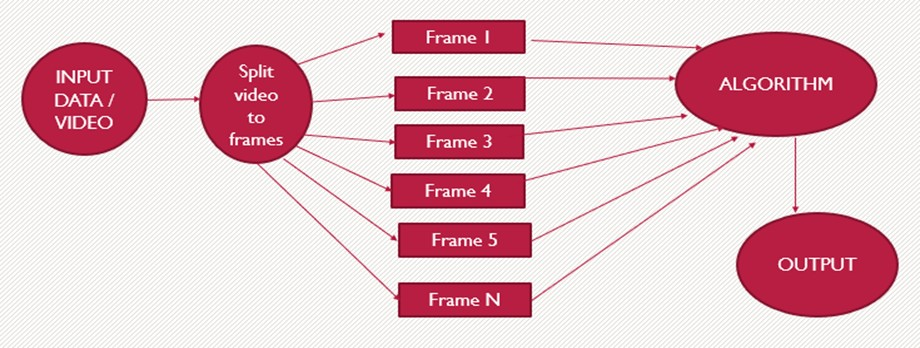 INPUT
DATA /
VIDEO
Split
video
to
frames
Frame 1
Frame 2
Frame 3
Frame 4
Frame 5
Frame N
ALGORITHM
OUTPUT